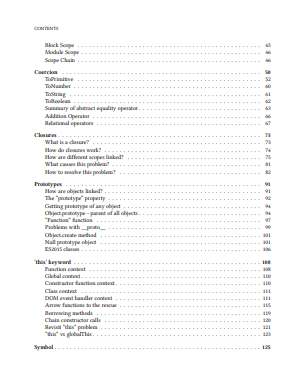 CONTENTS
Block Scope . . . . . . . . . . . . . . . . . . . . 45
Module Scope . . . . . . . . . . . . . . . . . . . . 46
Scope Chain . . . . . . . . . . . . . . . . . . . . 46
Coercion 50
ToPrimitive . . . . . . . . . . . . . . . . . . . . 52
ToNumber . . . . . . . . . . . . . . . . . . . . 60
ToString . . . . . . . . . . . . . . . . . . . . 61
ToBoolean . . . . . . . . . . . . . . . . . . . . 62
Summary of abstract equality operator . . . . . . . . . . . . . . . . . . . . 63
Addition Operator . . . . . . . . . . . . . . . . . . . . 66
Relational operators . . . . . . . . . . . . . . . . . . . . 67
Closures . . . . . . . . . . . . . . . . . . . . 73
What is a closure? . . . . . . . . . . . . . . . . . . . . 73
How do closures work? . . . . . . . . . . . . . . . . . . . . 74
How are different scopes linked? . . . . . . . . . . . . . . . . . . . . 75
What causes this problem? . . . . . . . . . . . . . . . . . . . . 81
How to resolve this problem? . . . . . . . . . . . . . . . . . . . . 82
Prototypes . . . . . . . . . . . . . . . . . . . . 91
How are objects linked? . . . . . . . . . . . . . . . . . . . . 91
The "prototype" property . . . . . . . . . . . . . . . . . . . . 92
Getting prototype of any object . . . . . . . . . . . . . . . . . . . . 94
Object.prototype - parent of all objects . . . . . . . . . . . . . . . . . . . . 94
"Function" function . . . . . . . . . . . . . . . . . . . . 97
Problems with __proto__ . . . . . . . . . . . . . . . . . . . . 99
Object.create method . . . . . . . . . . . . . . . . . . . . 101
Null prototype object . . . . . . . . . . . . . . . . . . . . 101
ES2015 classes . . . . . . . . . . . . . . . . . . . . 106
'this' keyword . . . . . . . . . . . . . . . . . . . . 108
Function context . . . . . . . . . . . . . . . . . . . . 108
Global context . . . . . . . . . . . . . . . . . . . . 110
Constructor function context . . . . . . . . . . . . . . . . . . . . 110
Class context . . . . . . . . . . . . . . . . . . . . 111
DOM event handler context . . . . . . . . . . . . . . . . . . . . 111
Arrow functions to the rescue . . . . . . . . . . . . . . . . . . . . 115
Borrowing methods . . . . . . . . . . . . . . . . . . . . 119
Chain constructor calls . . . . . . . . . . . . . . . . . . . . 120
Revisit "this" problem . . . . . . . . . . . . . . . . . . . . 121
"this" vs globalThis . . . . . . . . . . . . . . . . . . . . 123
Symbol . . . . . . . . . . . . . . . . . . . . 125